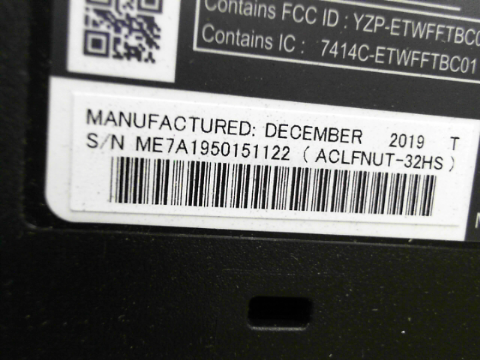 Contains FCC ID : YZP-ETWFFTBC0
Contains IC : 7414C-ETWFFTBC01
MANUFACTURED: DECEMBER 2019 T
S/N ME7A1950151122 ( ACLFNUT-32HS )